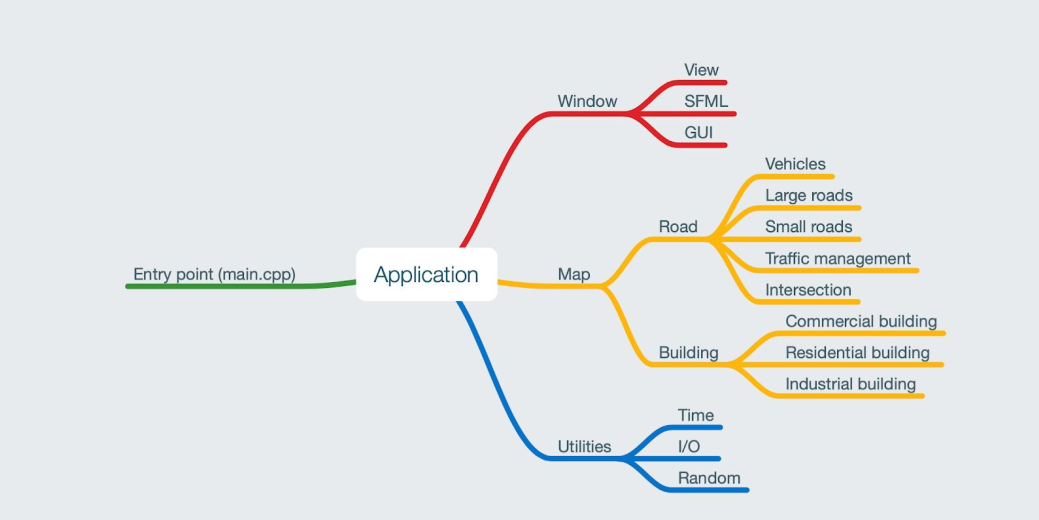 View
Window
SFML
GUI
Vehicles
Large roads
Road
Small roads
Traffic management
Entry point (main.cpp)
Application
Map
Intersection
Commercial building
Building
Residential building
Industrial building
Time
Utilities
I/O
Random